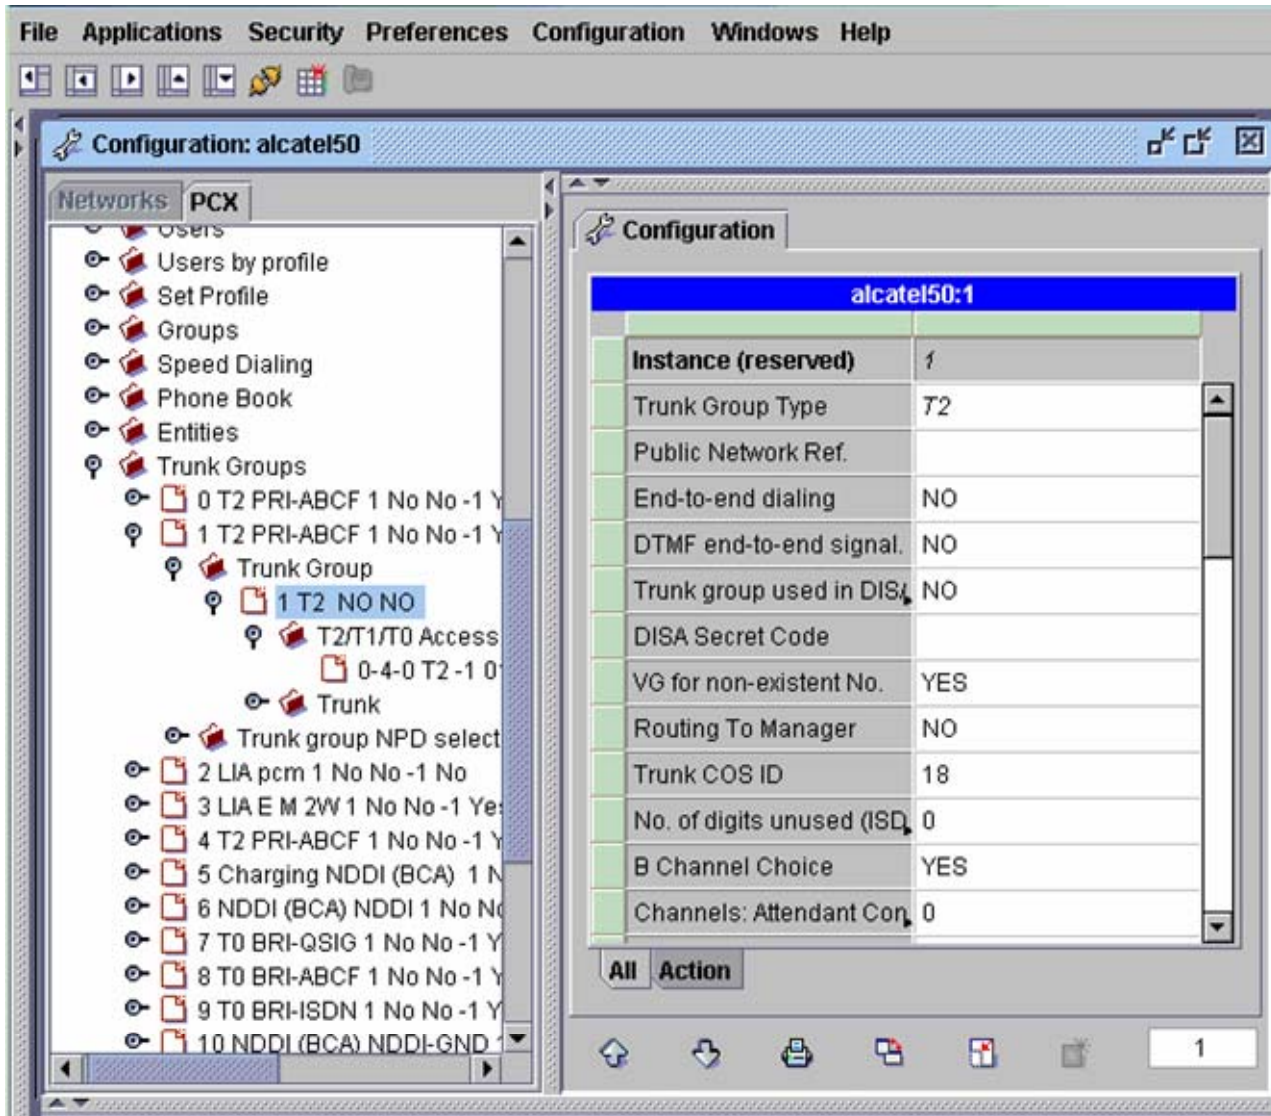 File Applications Security Preferences Configuration Windows Help
Configuration: alcatel50
Networks PCX
Users
Users by profile
Set Profile
Groups
Speed Dialing
Phone Book
Entities
Trunk Groups
0 T2 PRI-ABCF 1 No No -1 Y
1 T2 PRI-ABCF 1 No No -1 Y
Trunk Group
1 T2 NO NO
T2/T1/T0 Access
0-4-0 T2 -1 0
Trunk
Trunk group NPD select
2 LIA pcm 1 No No -1 No
3 LIA E M 2W 1 No No -1 Yes
4 T2 PRI-ABCF 1 No No -1 Y
5 Charging NDDI (BCA) 1 N
6 NDDI (BCA) NDDI 1 No No
7 T0 BRI-QSIG 1 No No -1 Y
8 T0 BRI-ABCF 1 No No -1 Y
9 T0 BRI-ISDN 1 No No -1 Y
10 NDDI (BCA) NDDI-GND
Configuration
alcatel50:1
Instance (reserved) 1
Trunk Group Type T2
Public Network Ref.
End-to-end dialing NO
DTMF end-to-end signal. NO
Trunk group used in DISA NO
DISA Secret Code
VG for non-existent No. YES
Routing To Manager NO
Trunk COS ID 18
No. of digits unused (ISD 0
B Channel Choice YES
Channels: Attendant Con 0
All Action
1